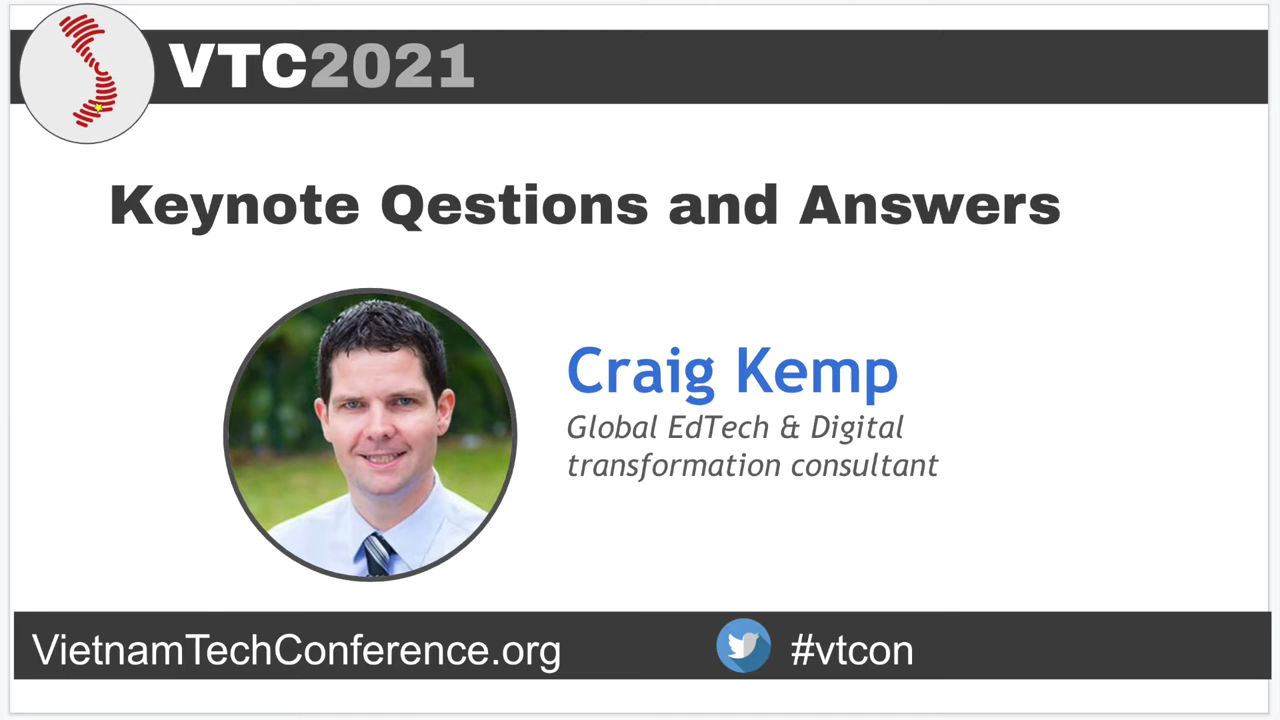 VTC2021
Keynote Qestions and Answers
Craig Kemp
Global EdTech & Digital
transformation consultant
VietnamTechConference.org
#vtcon